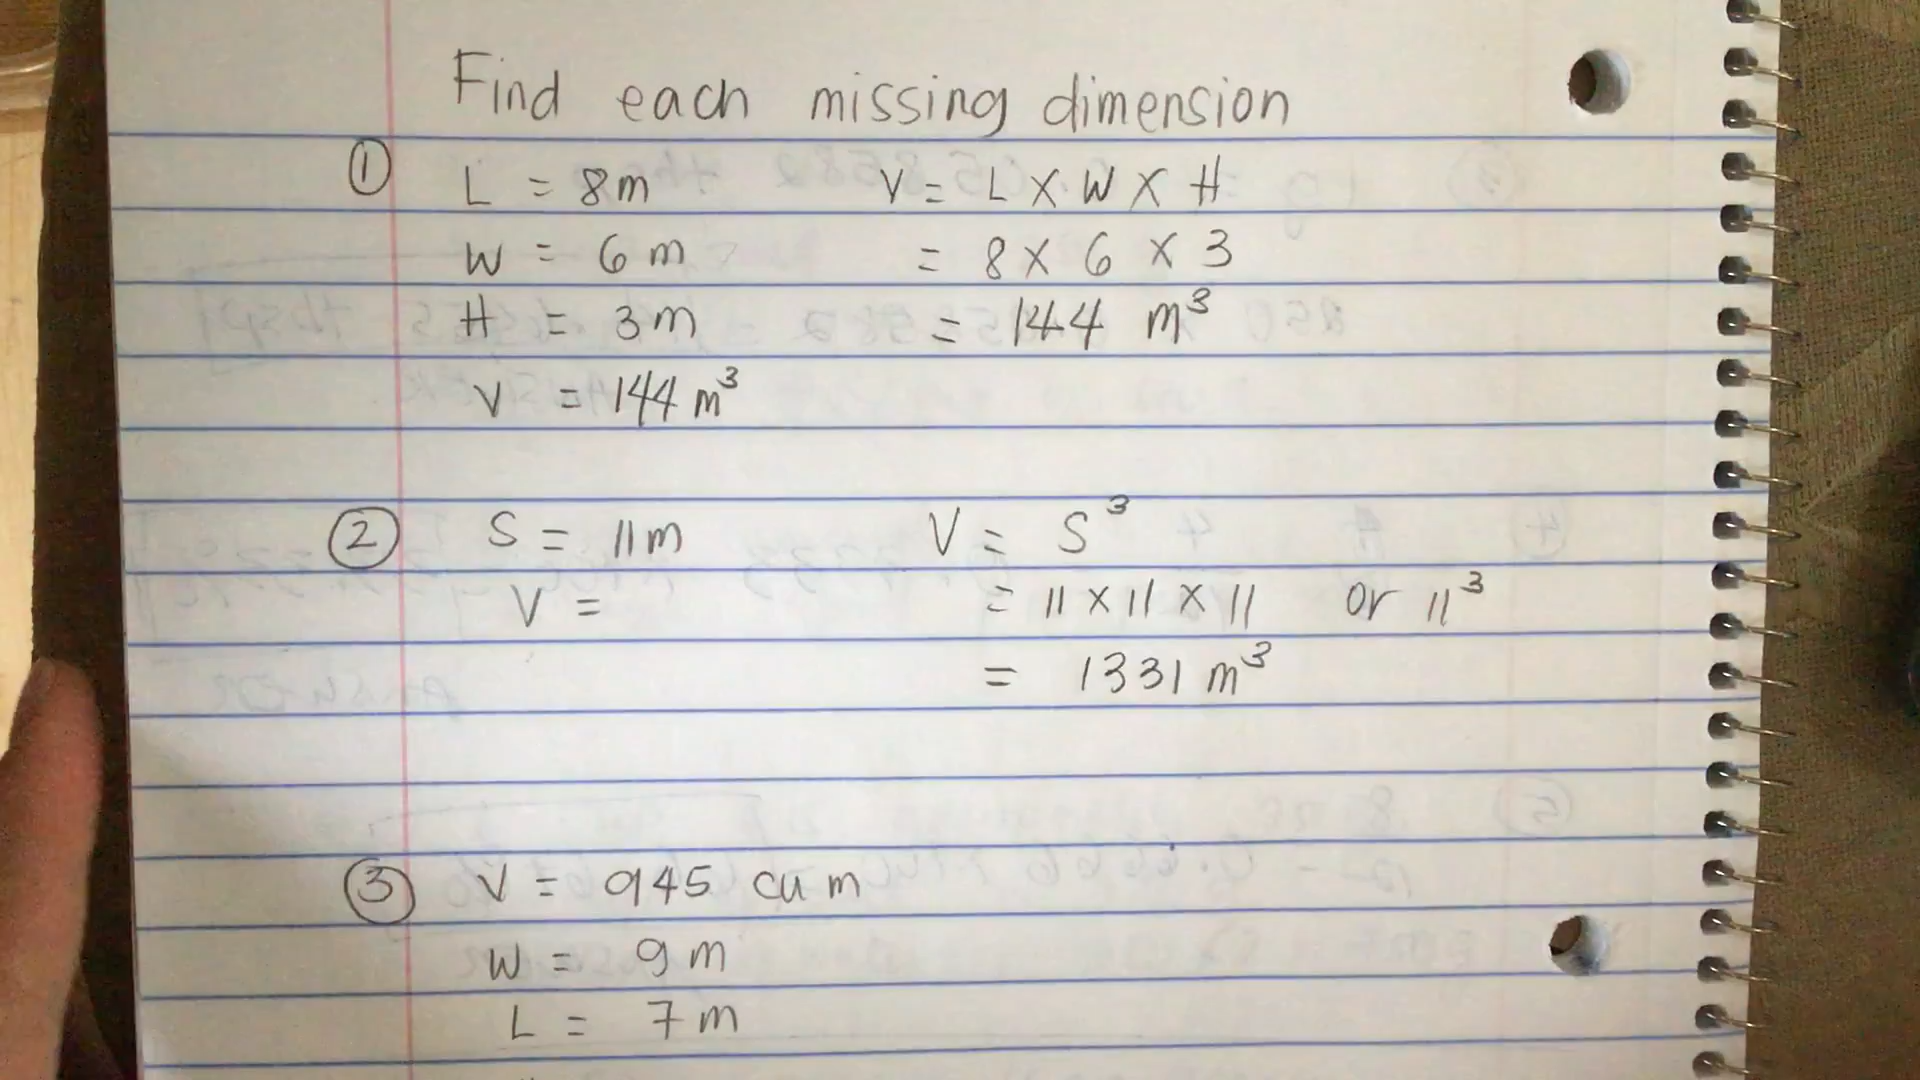 Find each missing dimension
① L = 8m V = L X W X H
W = 6 m = 8 X 6 X 3
H = 3m = 144 m³
V = 144 m³
② S = 11m V = S³
V = = 11 x 11 x 11 or 11³
= 1331 m³
③ V = 945 cu m
W = 9 m
L = 7 m